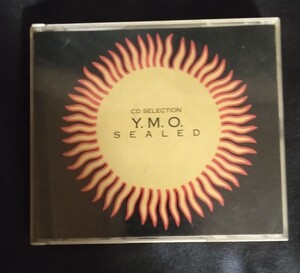 CD SELECTION
Y. M. O.
SEALED